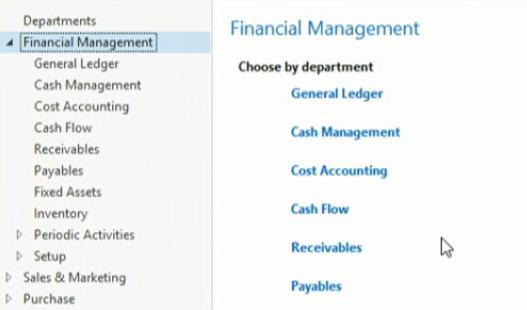 Departments
Financial Management
General Ledger
Cash Management
Cost Accounting
Cash Flow
Receivables
Payables
Fixed Assets
Inventory
Periodic Activities
Setup
Sales & Marketing
Purchase
Financial Management
Choose by department
General Ledger
Cash Management
Cost Accounting
Cash Flow
Receivables
Payables